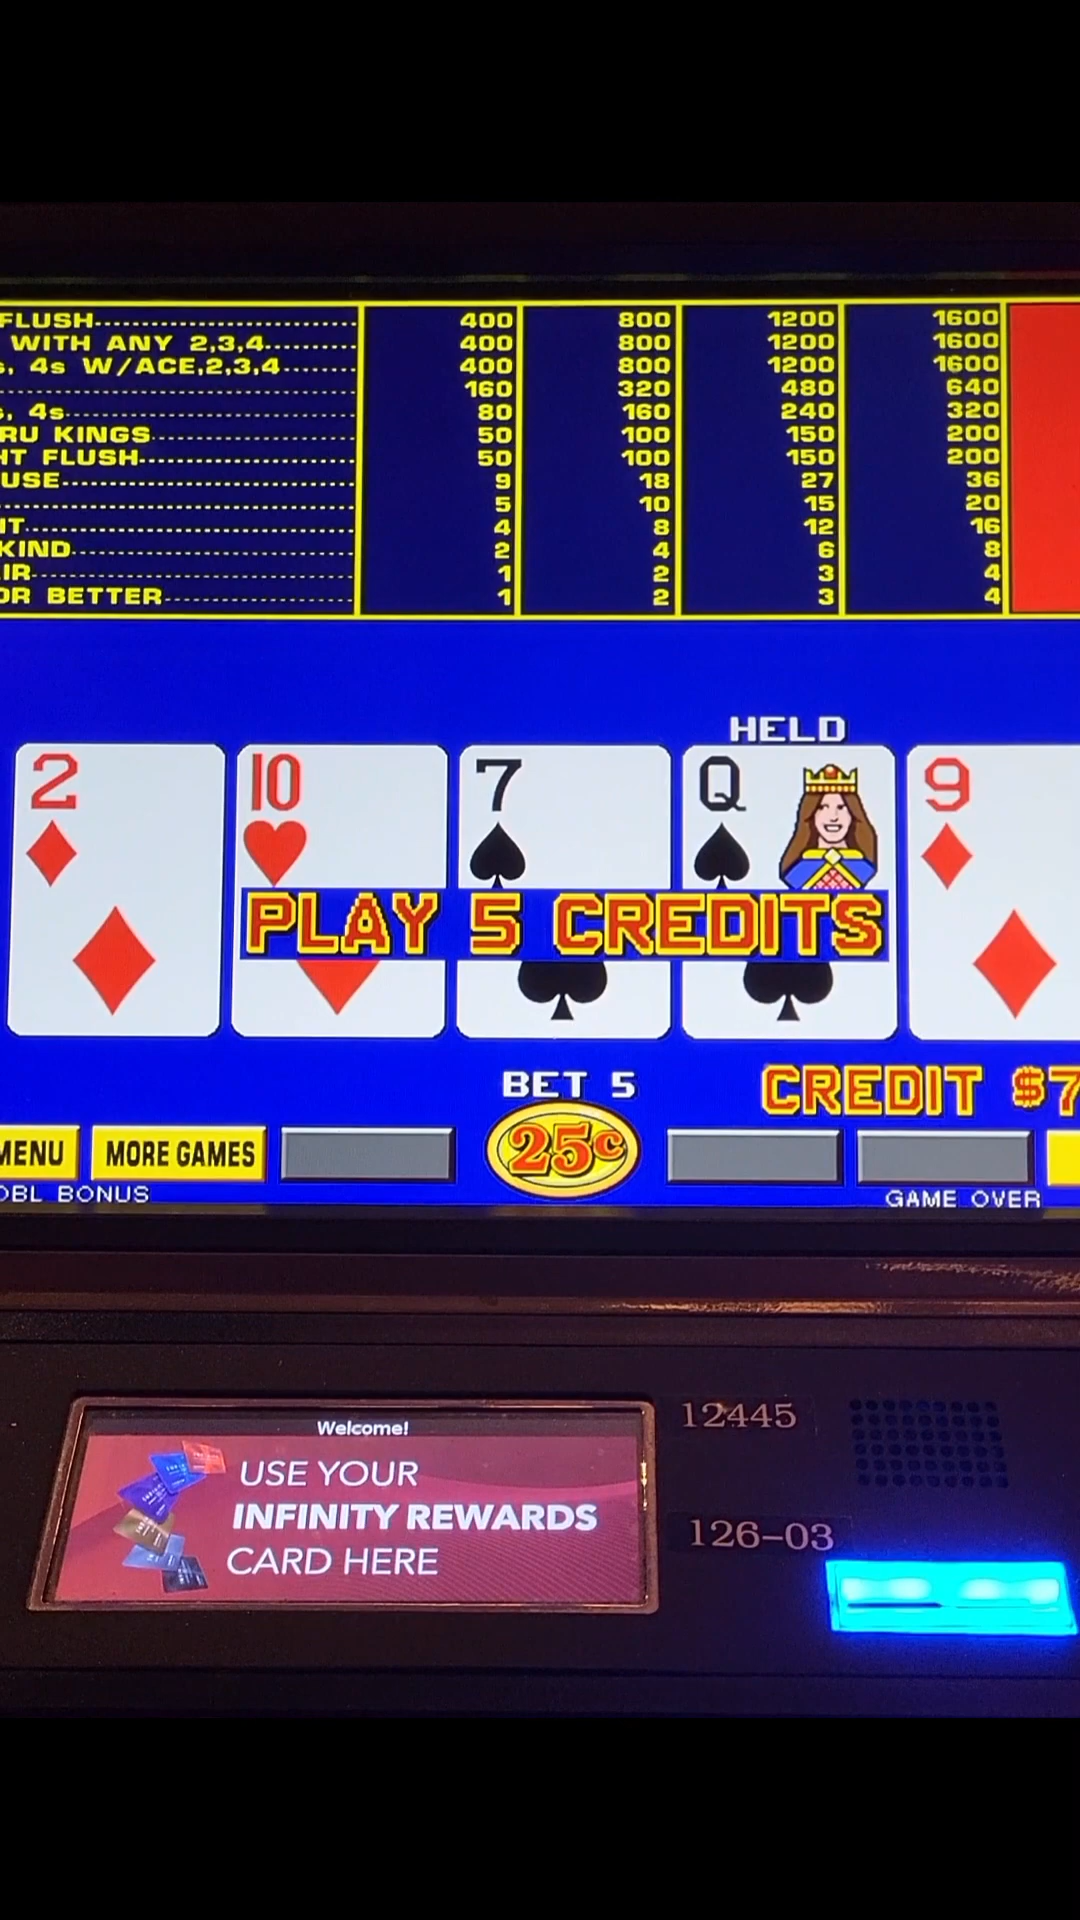 FLUSH 400 800 1200 1600
WITH ANY 2,3,4 400 800 1200 1600
s, 4s W/ACE,2,3,4 400 800 1200 1600
160 320 480 640
s, 4s 80 160 240 320
RU KINGS 50 100 150 200
HT FLUSH 50 100 150 200
USE 9 18 27 36
5 10 15 20
T 4 8 12 16
KIND 2 4 6 8
IR 1 2 3 4
OR BETTER 1 2 3 4
HELD
2 10 7 Q 9
PLAY 5 CREDITS
BET 5
CREDIT $7
MENU MORE GAMES 25¢
DBL BONUS GAME OVER
Welcome!
USE YOUR
INFINITY REWARDS
CARD HERE
12445
126-03